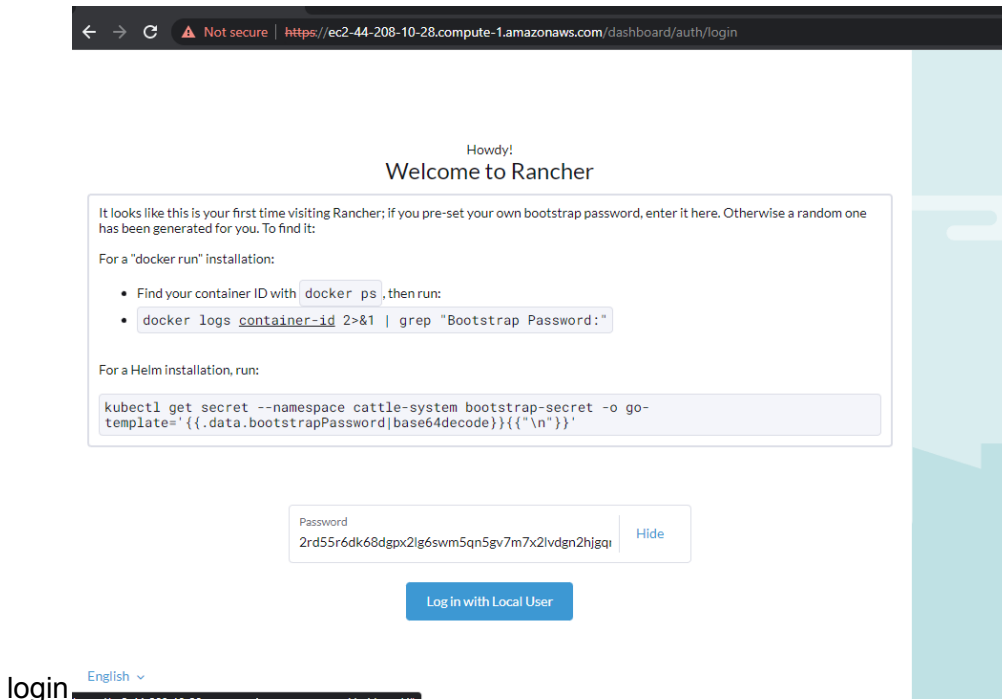 Not secure | https://ec2-44-208-10-28.compute-1.amazonaws.com/dashboard/auth/login
Howdy!
Welcome to Rancher
It looks like this is your first time visiting Rancher; if you pre-set your own bootstrap password, enter it here. Otherwise a random one
has been generated for you. To find it:
For a "docker run" installation:
• Find your container ID with docker ps , then run:
• docker logs container-id 2>&1 | grep "Bootstrap Password:"
For a Helm installation, run:
kubectl get secret --namespace cattle-system bootstrap-secret -o go-
template='{{.data.bootstrapPassword|base64decode}}{{"\n"}}'
Password
2rd55r6dk68dgpx2lg6swm5qn5gv7m7x2lvdgn2hjgqr
Hide
Log in with Local User
English
login